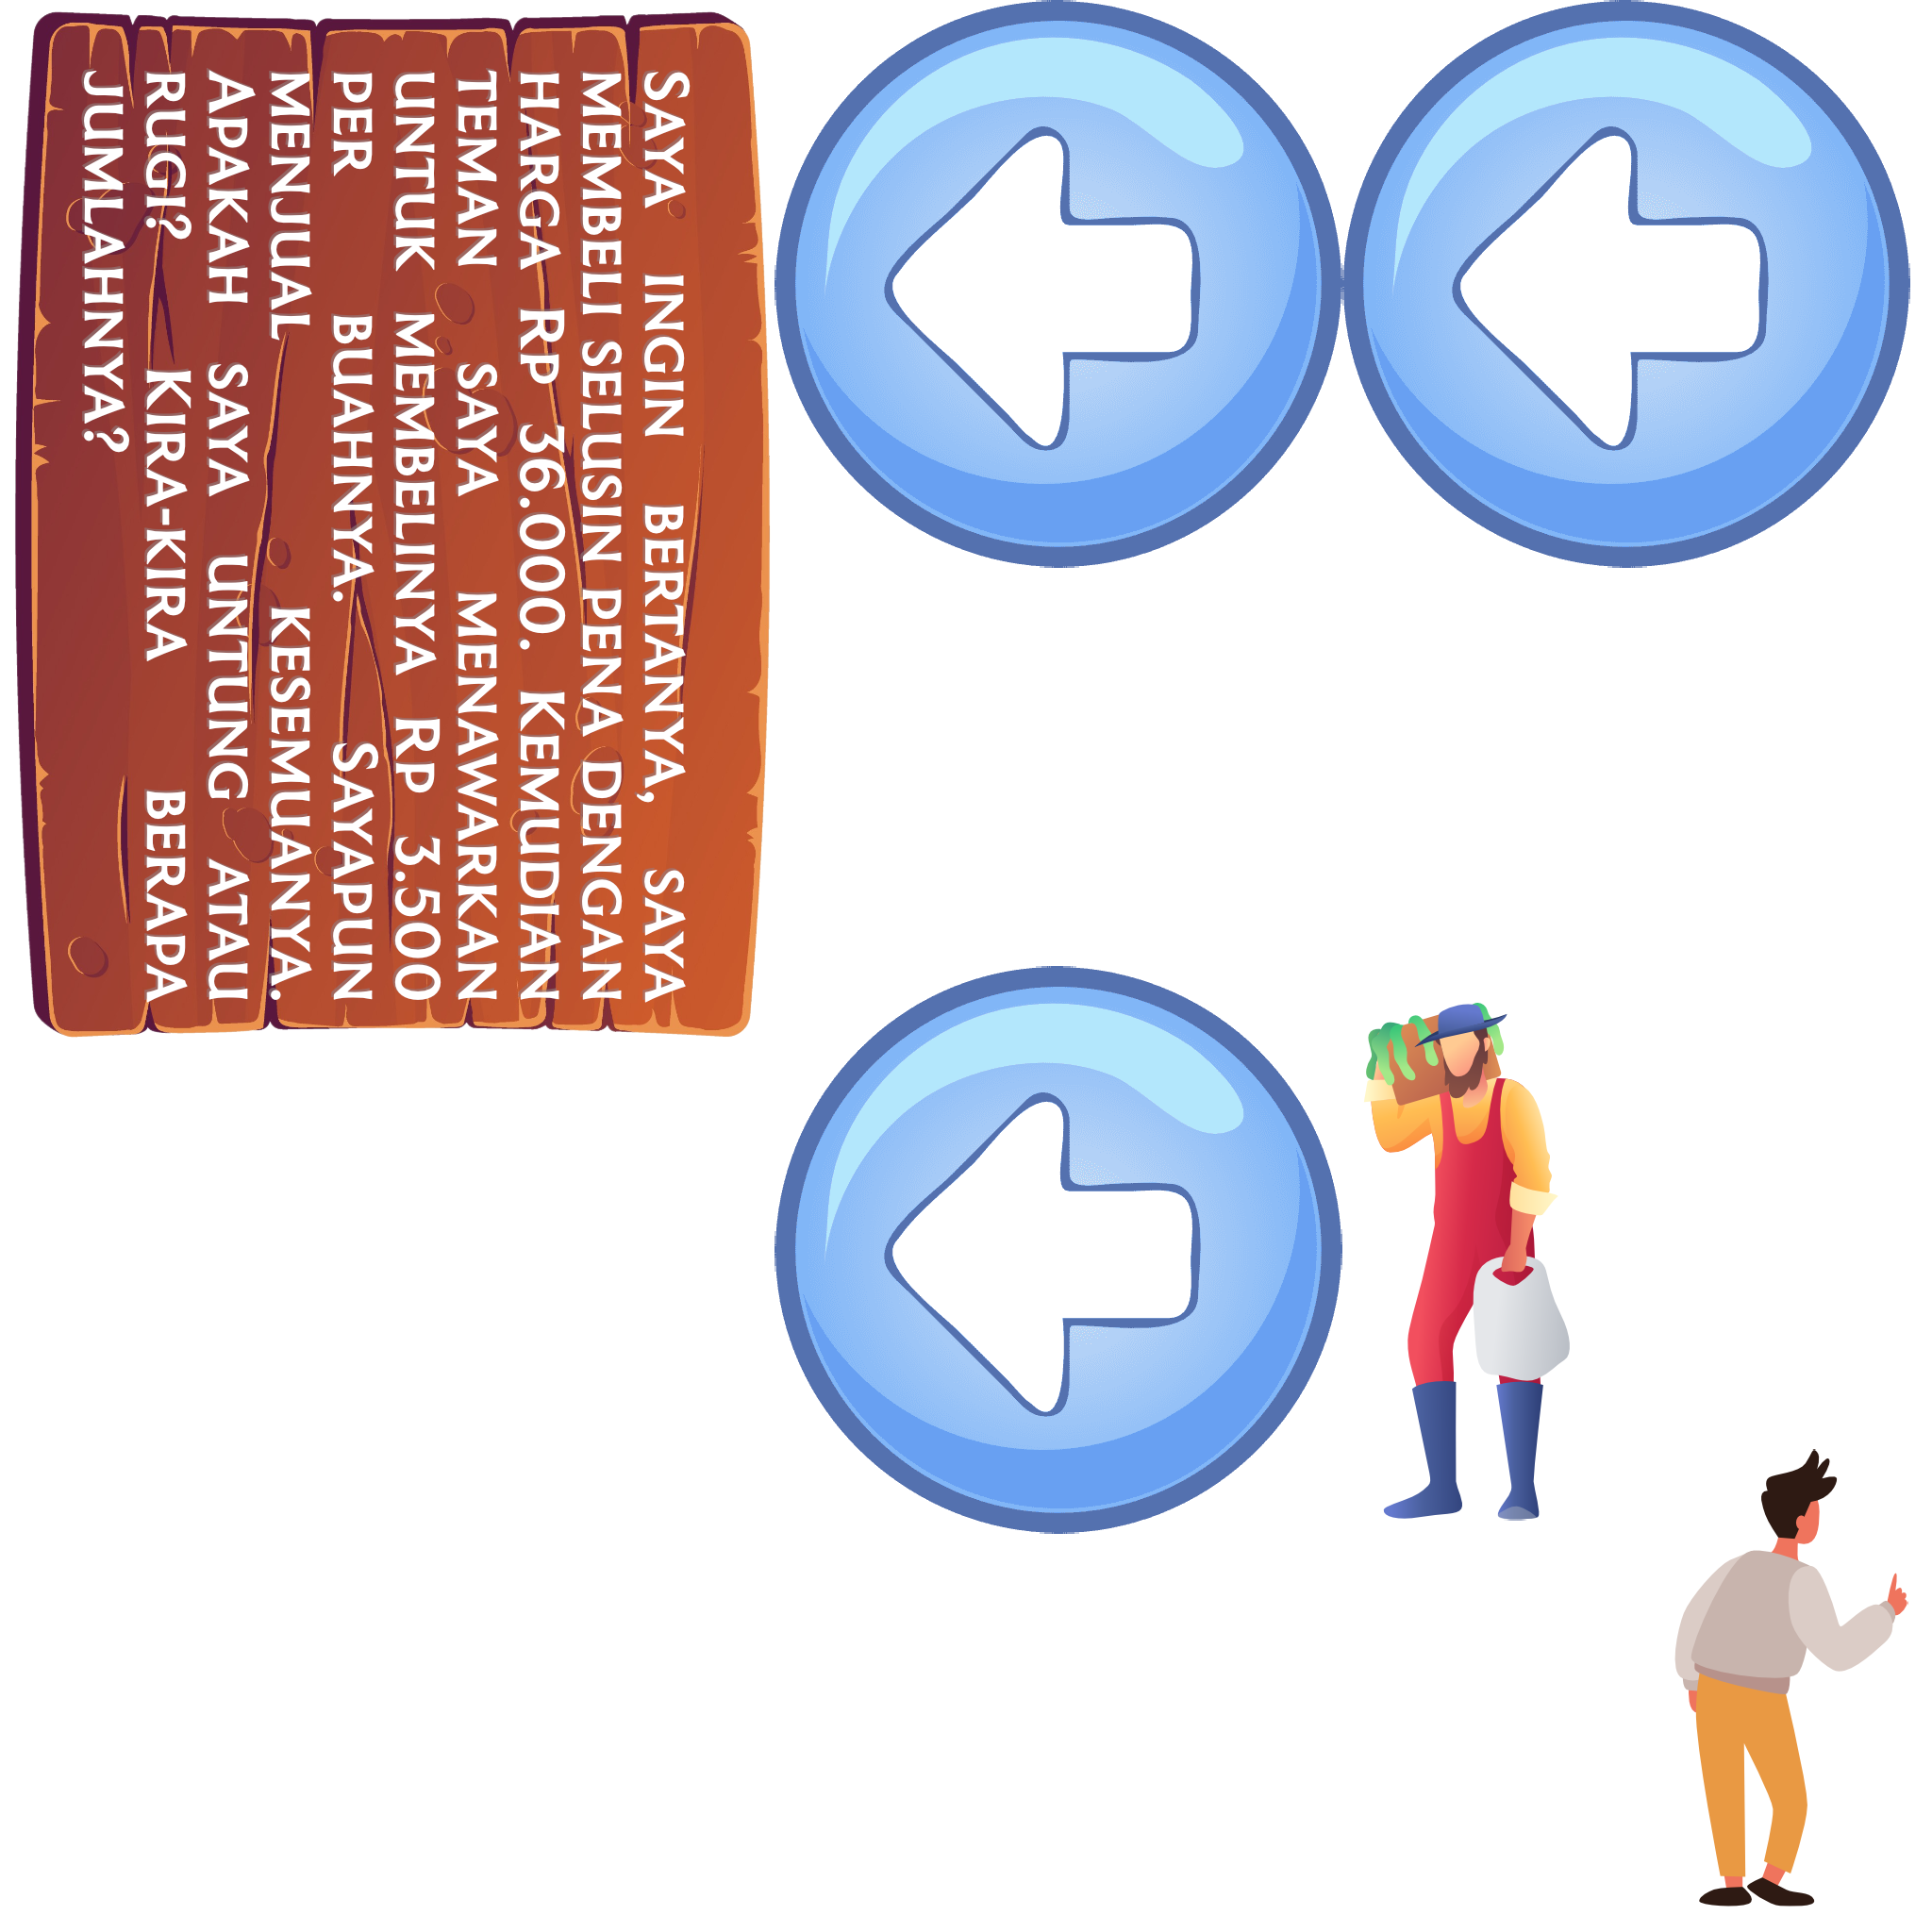 SAYA INGIN BERTANYA, SAYA
MEMBELI SELUSIN PENA DENGAN
HARGA RP 36.000. KEMUDIAN
TEMAN SAYA MENAWARKAN
UNTUK MEMBELINYA RP 3.500
PER BUAHNYA. SAYAPUN
MENJUAL KESEMUANYA.
APAKAH SAYA UNTUNG ATAU
RUGI? KIRA-KIRA BERAPA
JUMLAHNYA?